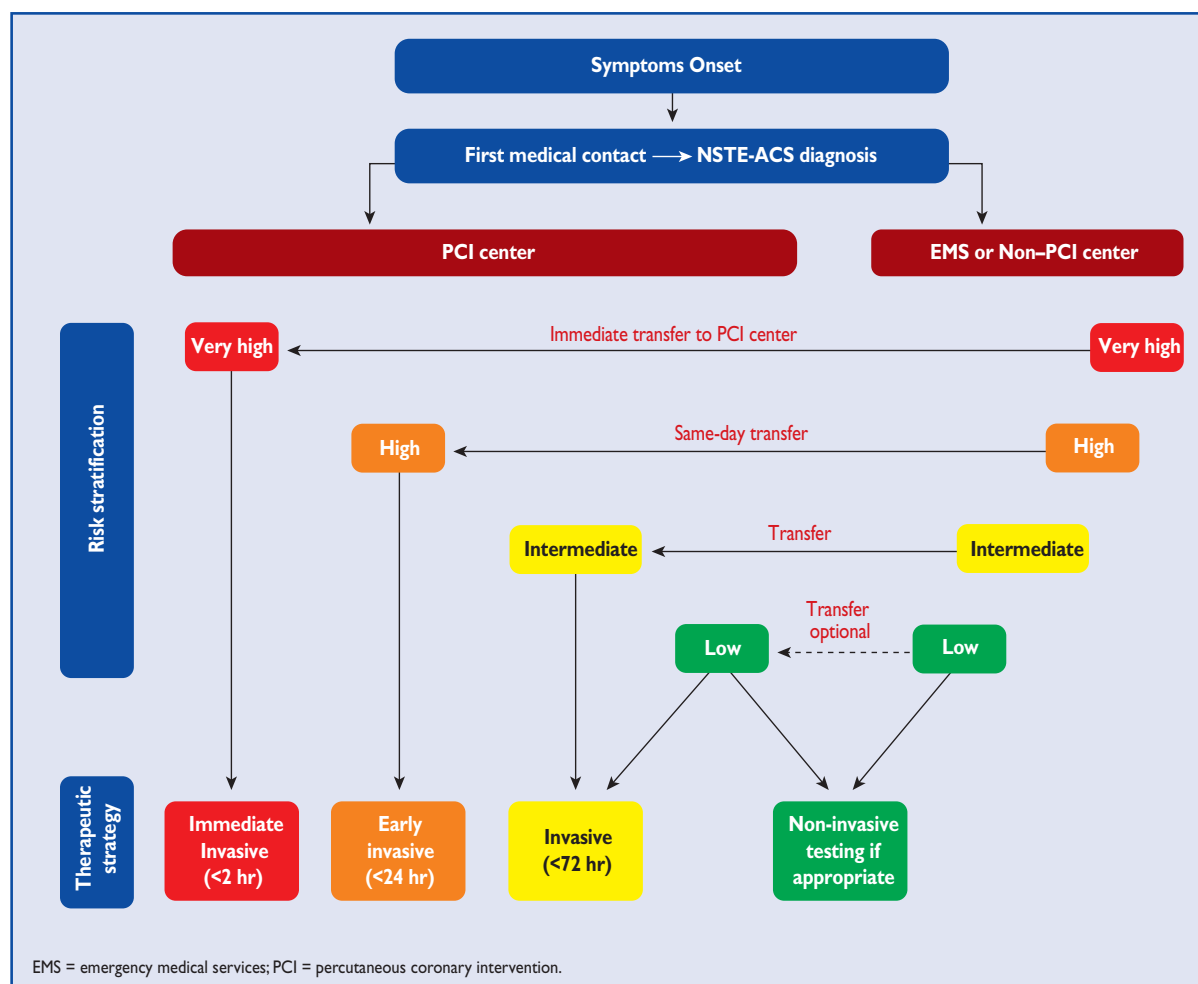 Symptoms Onset
First medical contact → NSTE-ACS diagnosis
PCI center
EMS or Non–PCI center
Risk stratification
Very high
Immediate transfer to PCI center
Very high
High
Same-day transfer
High
Intermediate
Transfer
Intermediate
Transfer
optional
Low
Low
Therapeutic
strategy
Immediate
Invasive
(<2 hr)
Early
invasive
(<24 hr)
Invasive
(<72 hr)
Non-invasive
testing if
appropriate
EMS = emergency medical services; PCI = percutaneous coronary intervention.